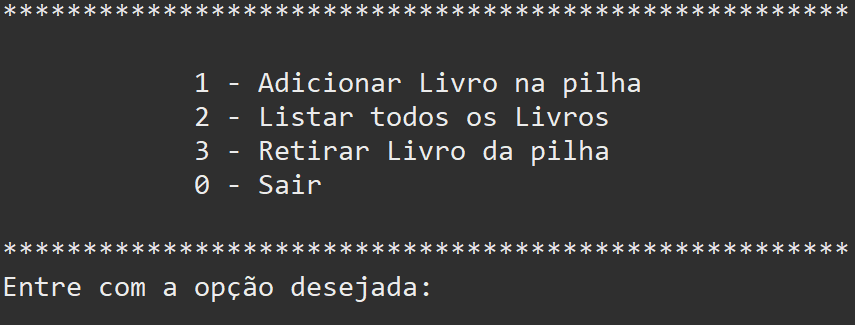 *****************************************************
1 - Adicionar Livro na pilha
2 - Listar todos os Livros
3 - Retirar Livro da pilha
0 - Sair
*****************************************************
Entre com a opção desejada: